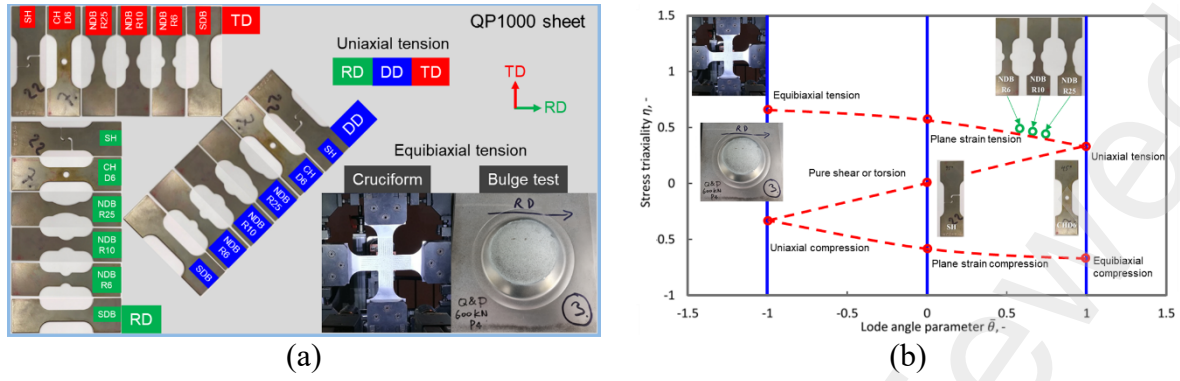 SH
CH
D6
NDB
R25
NDB
R10
NDB
R6
SDB
TD
QP1000 sheet
Uniaxial tension
RD DD TD
TD
RD
SH
CH
D6
NDB
R25
NDB
R10
NDB
R6
SDB
RD
DD
SH
CH
D6
NDB
R25
NDB
R10
NDB
R6
SDB
22
Equibiaxial tension
Cruciform
Bulge test
RD
Q&P
600KN
3
(a)
Stress triaxiality η, -
1
0.5
0
0.5
-1
-1.5
-1
-0.5
0
0.5
1
1.5
Lode angle parameter θ̄, -
Equibiaxial tension
Plane strain tension
Uniaxial tension
Pure shear or torsion
Uniaxial compression
Plane strain compression
Equibiaxial
compression
NDB
R6
NDB
R10
NDB
R25
SH
CHD6
RD
3
(b)